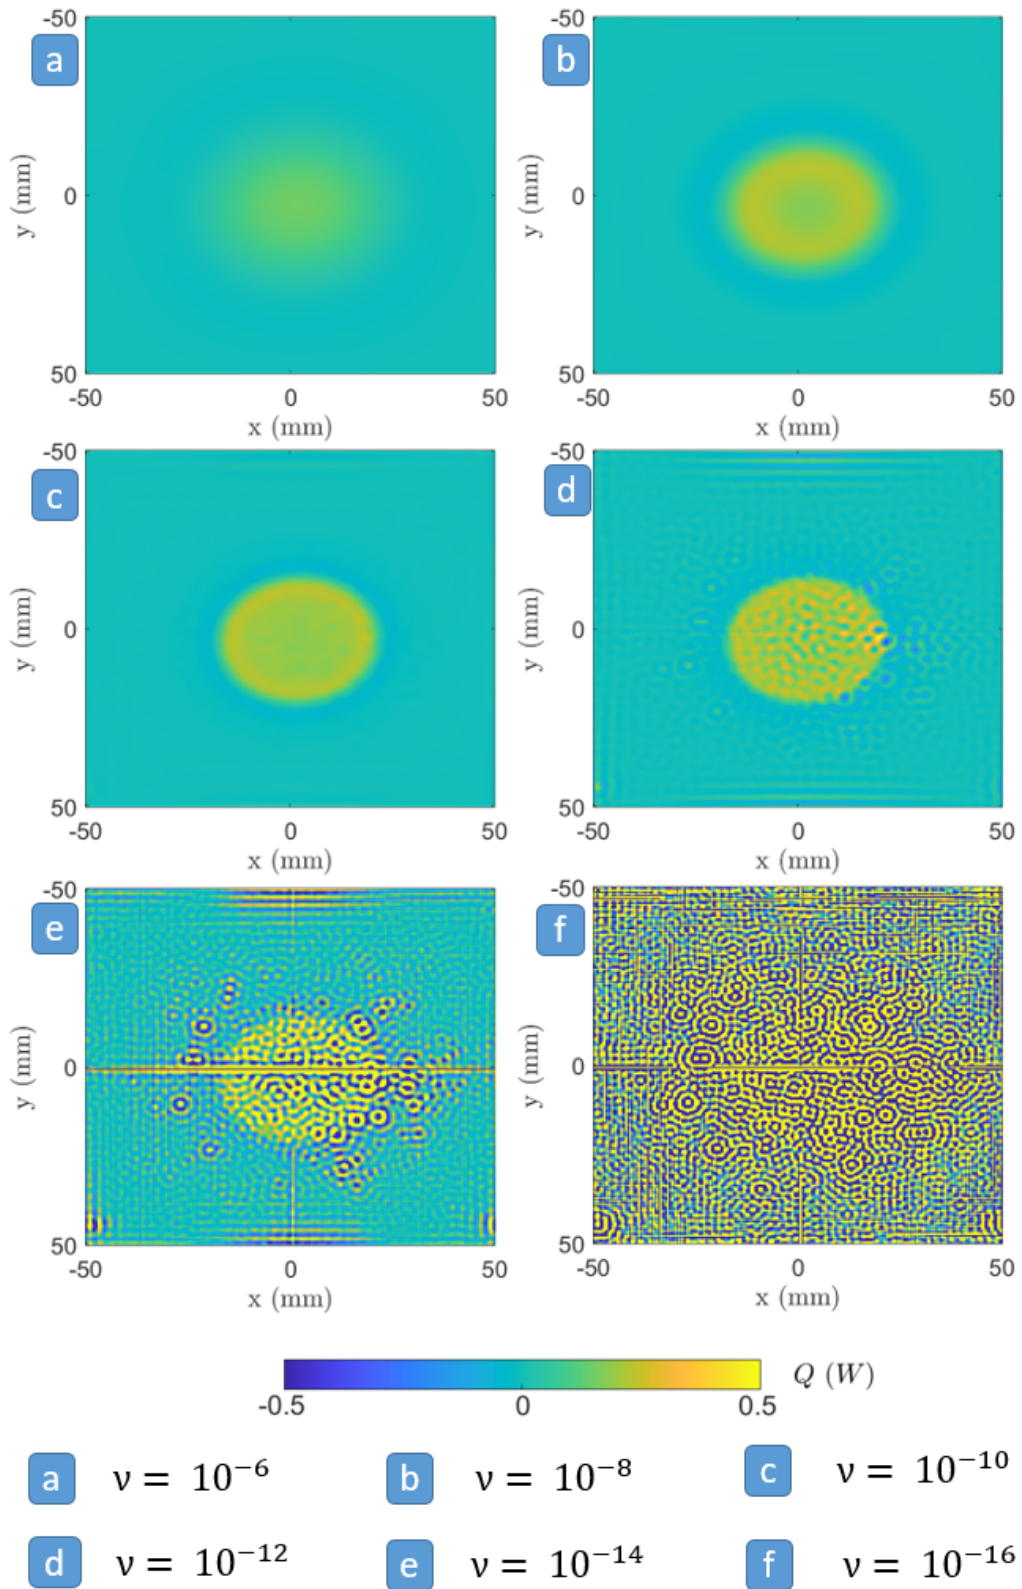 -50 -50
a b
y (mm) 0 y (mm) 0
50 50
-50 0 50 -50 0 50
x (mm) x (mm)
-50 -50
c d
y (mm) 0 y (mm) 0
50 50
-50 0 50 -50 0 50
x (mm) x (mm)
-50 -50
e f
y (mm) 0 y (mm) 0
50 50
-50 0 50 -50 0 50
x (mm) x (mm)
Q (W)
-0.5 0 0.5
a ν = 10⁻⁶ b ν = 10⁻⁸ c ν = 10⁻¹⁰
d ν = 10⁻¹² e ν = 10⁻¹⁴ f ν = 10⁻¹⁶